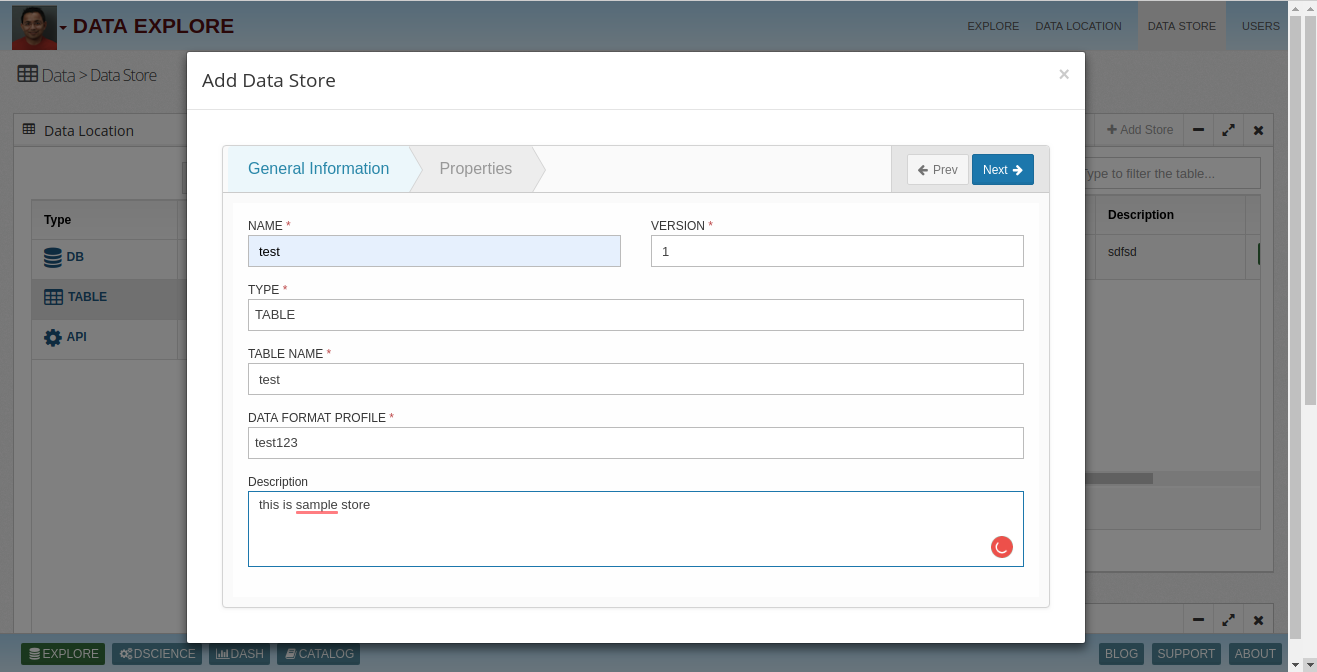 DATA EXPLORE
EXPLORE DATA LOCATION DATA STORE USERS
Data > Data Store
Add Data Store
×
Data Location
Add Store
General Information
Properties
Prev
Next
Type to filter the table...
Type
Description
DB
sdfsd
TABLE
API
NAME *
VERSION *
test
1
TYPE *
TABLE
TABLE NAME *
test
DATA FORMAT PROFILE *
test123
Description
this is sample store
EXPLORE DSCIENCE DASH CATALOG BLOG SUPPORT ABOUT